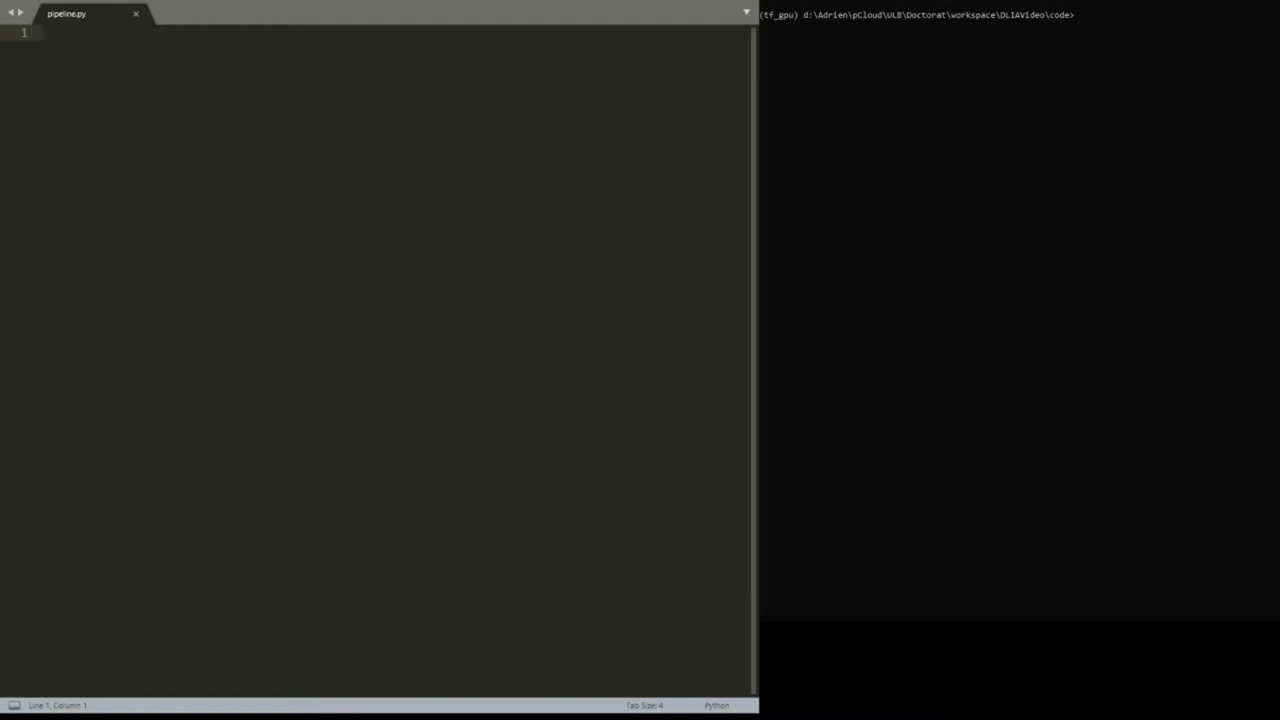 pipeline.py
(tf_gpu) d:\Adrien\pCloud\ULB\Doctorat\workspace\DLIAVideo\code>
1
Line 1, Column 1
Tab Size: 4
Python